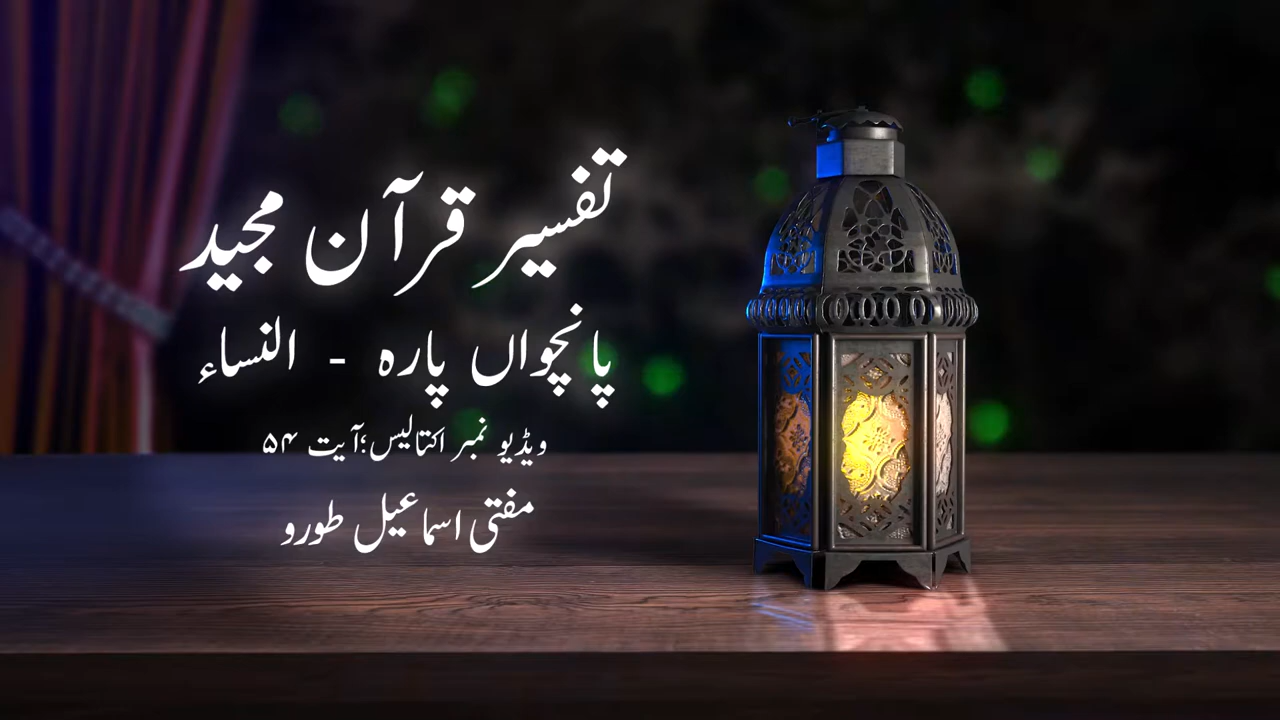 تفسیر قرآن مجید
پانچواں پارہ - النساء
ویڈیو نمبر اکتالیس؛ آیت ۵۴
مفتی اسماعیل طورو